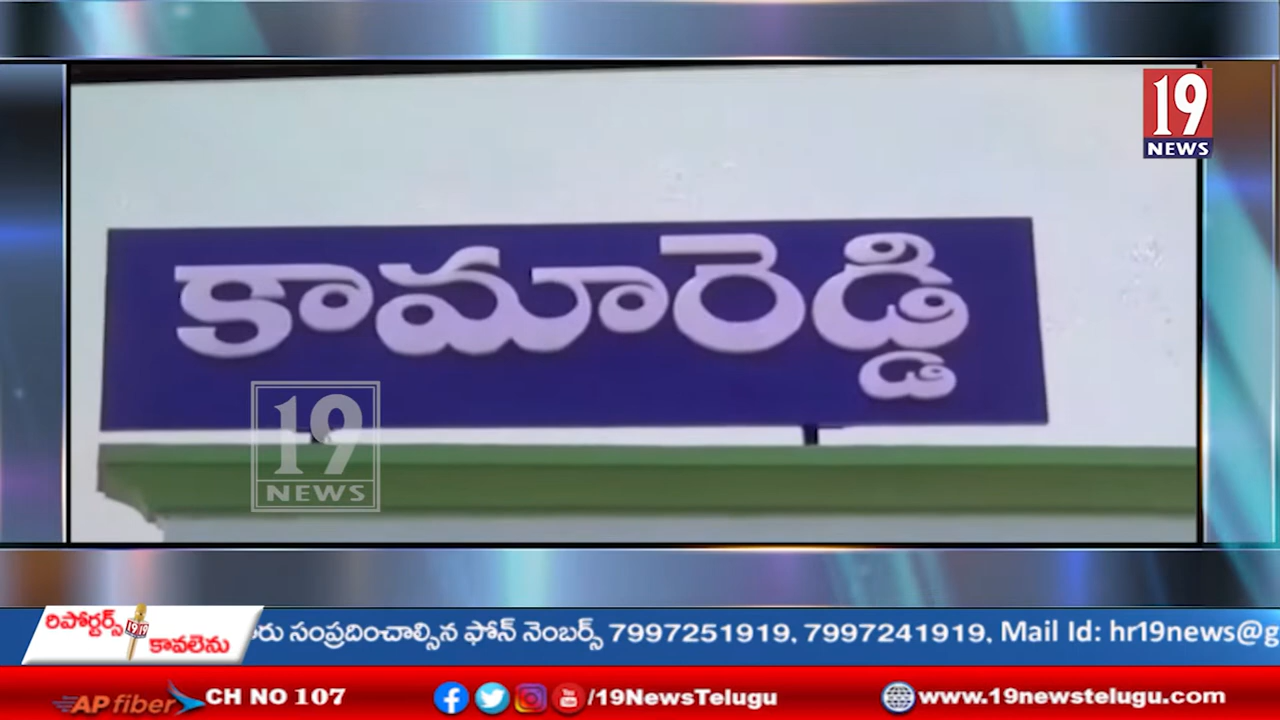 19
NEWS
కామారెడ్డి
19
NEWS
రిపోర్టర్స్
1919
కావలెను
రు సంప్రదించాల్సిన ఫోన్ నెంబర్స్ 7997251919, 7997241919, Mail Id: hr19news@g
AP fiber CH NO 107 /19NewsTelugu www.19newstelugu.com